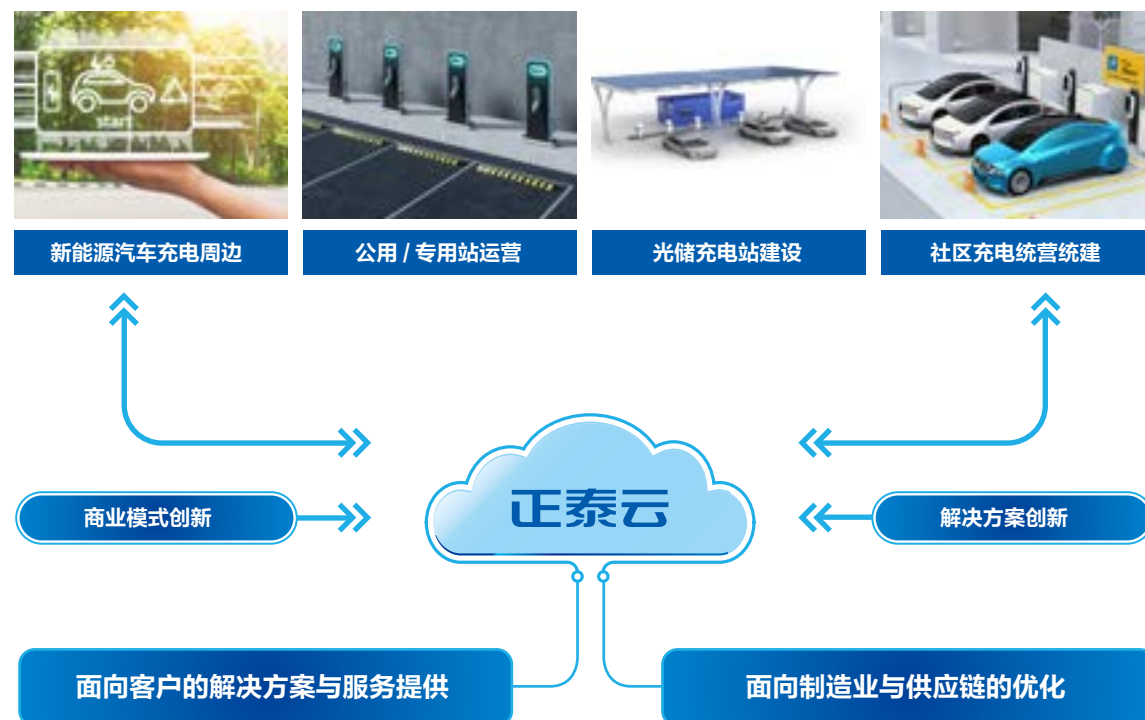 start
新能源汽车充电周边
公用 / 专用站运营
光储充电站建设
社区充电统营统建
正泰云
商业模式创新
解决方案创新
面向客户的解决方案与服务提供
面向制造业与供应链的优化